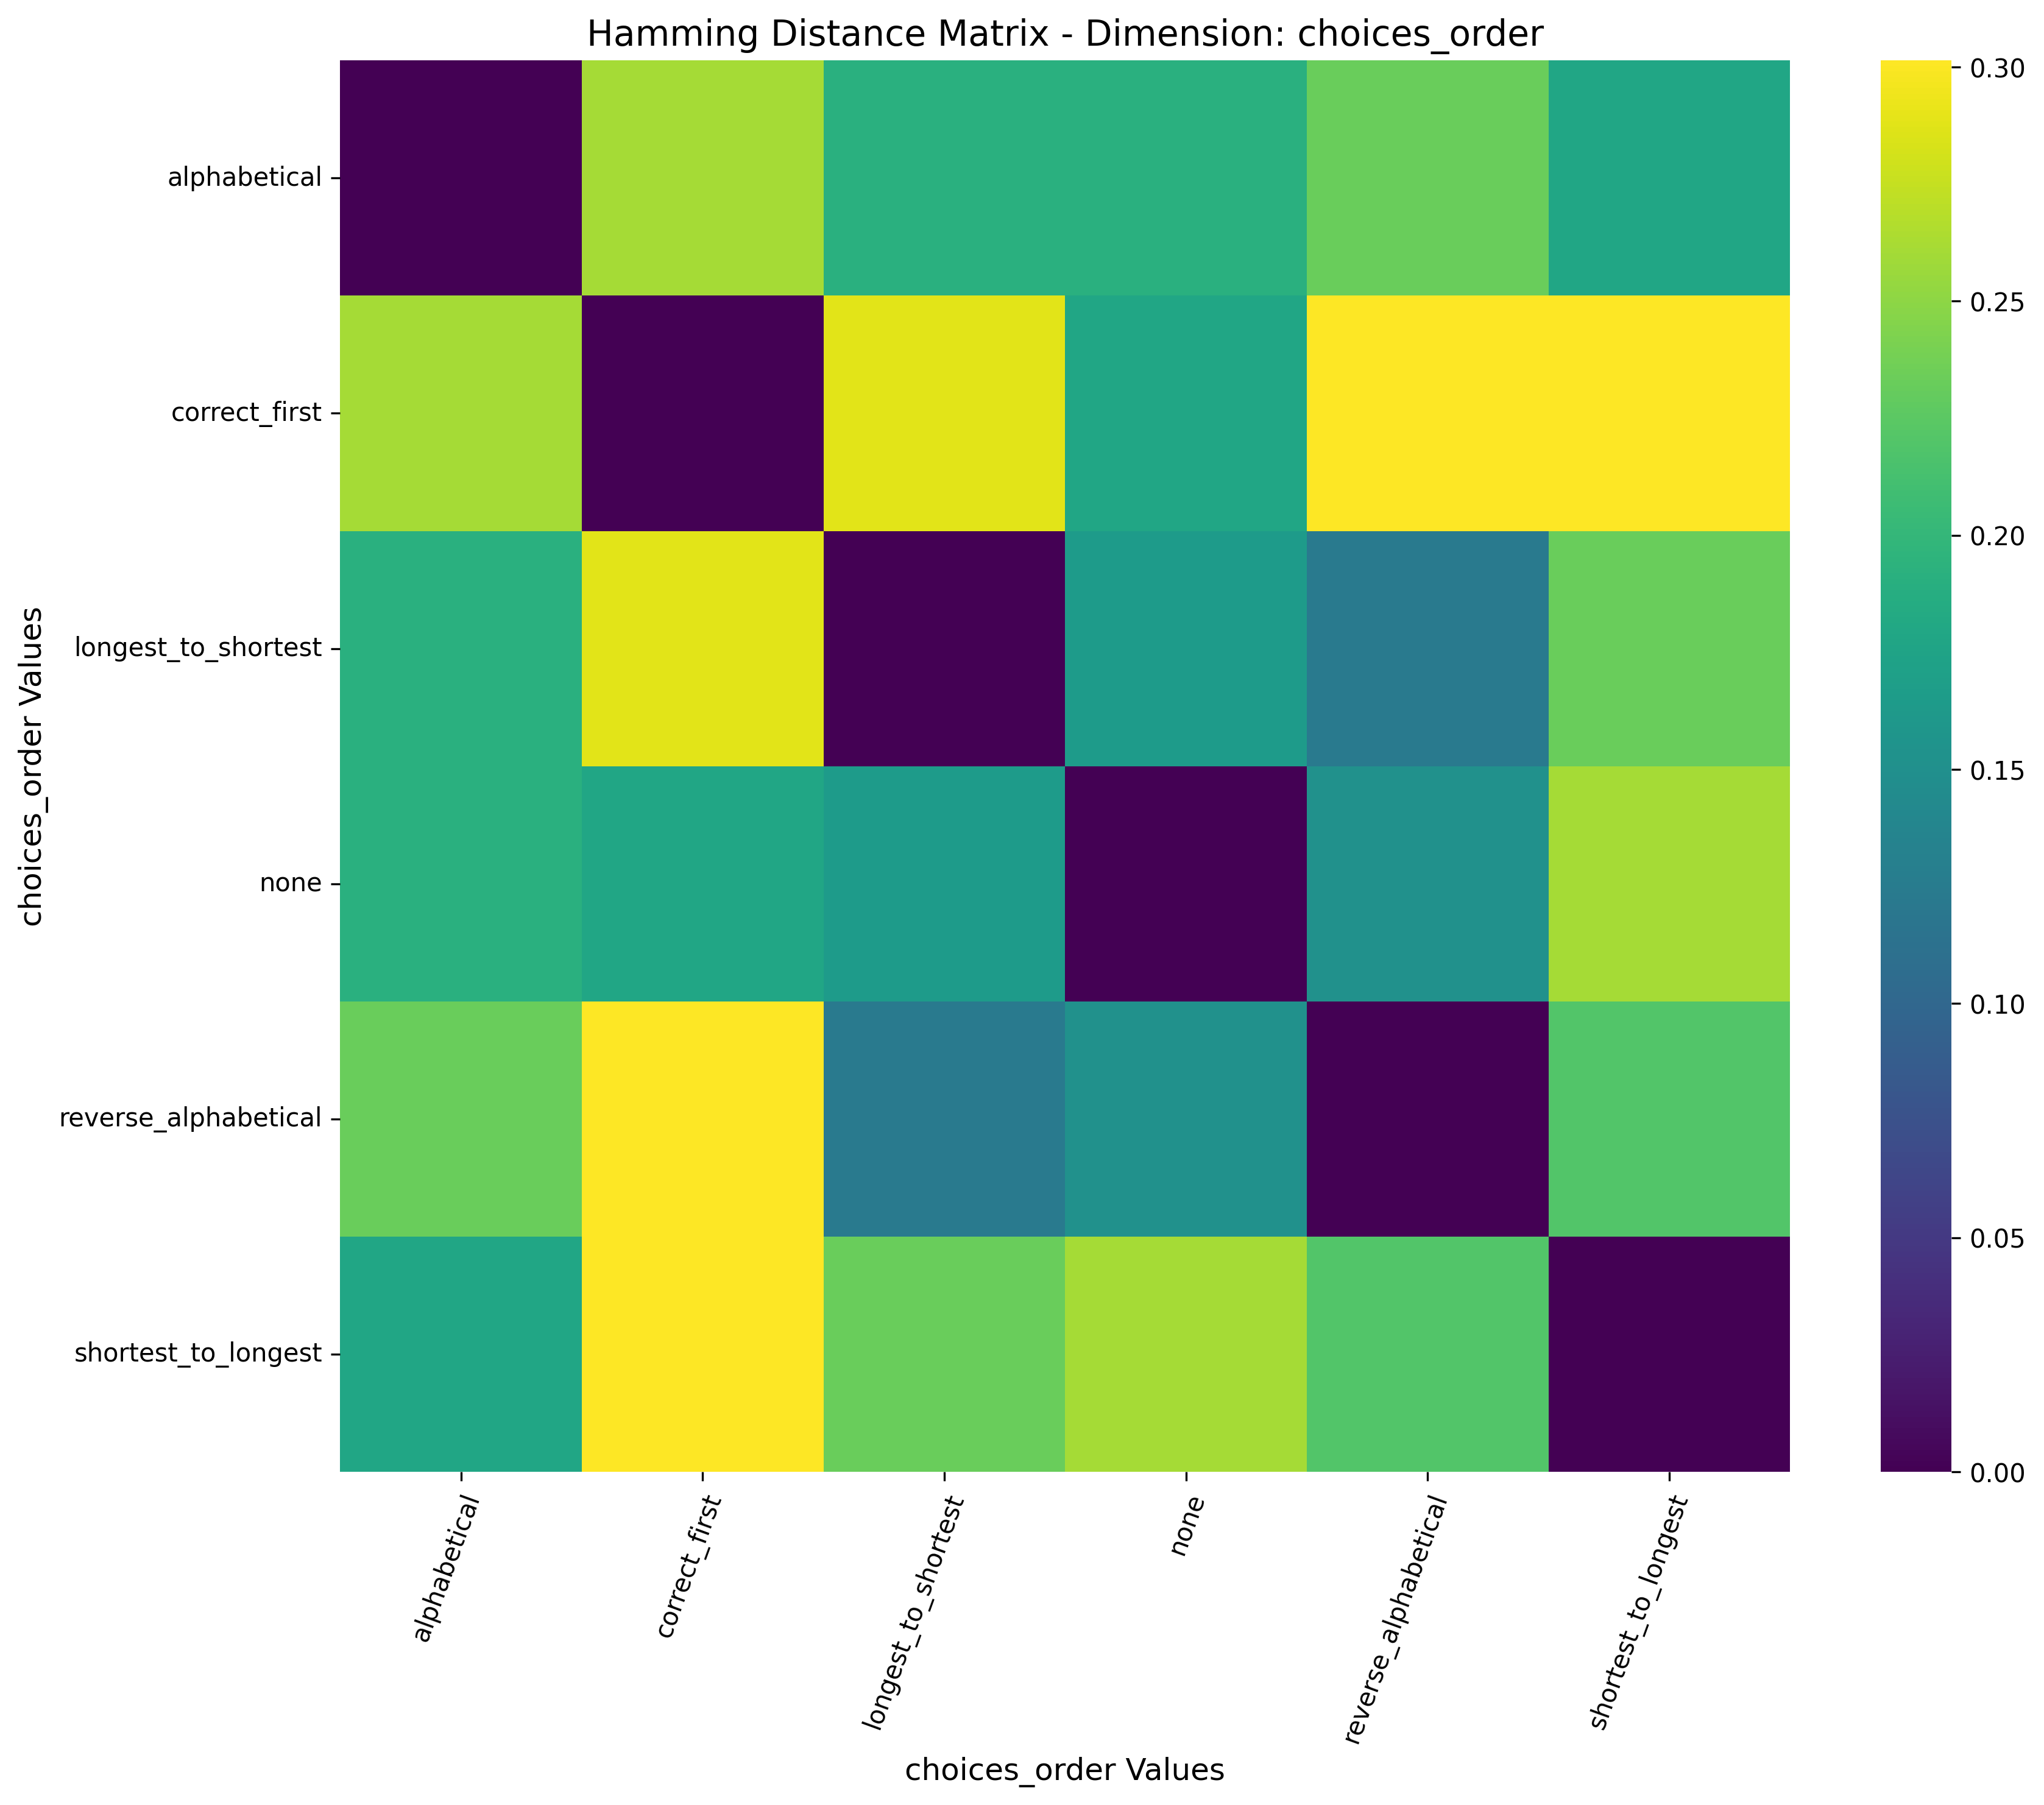 Hamming Distance Matrix - Dimension: choices_order
choices_order Values
alphabetical
correct_first
longest_to_shortest
none
reverse_alphabetical
shortest_to_longest
alphabetical
correct_first
longest_to_shortest
none
reverse_alphabetical
shortest_to_longest
choices_order Values
0.30
0.25
0.20
0.15
0.10
0.05
0.00